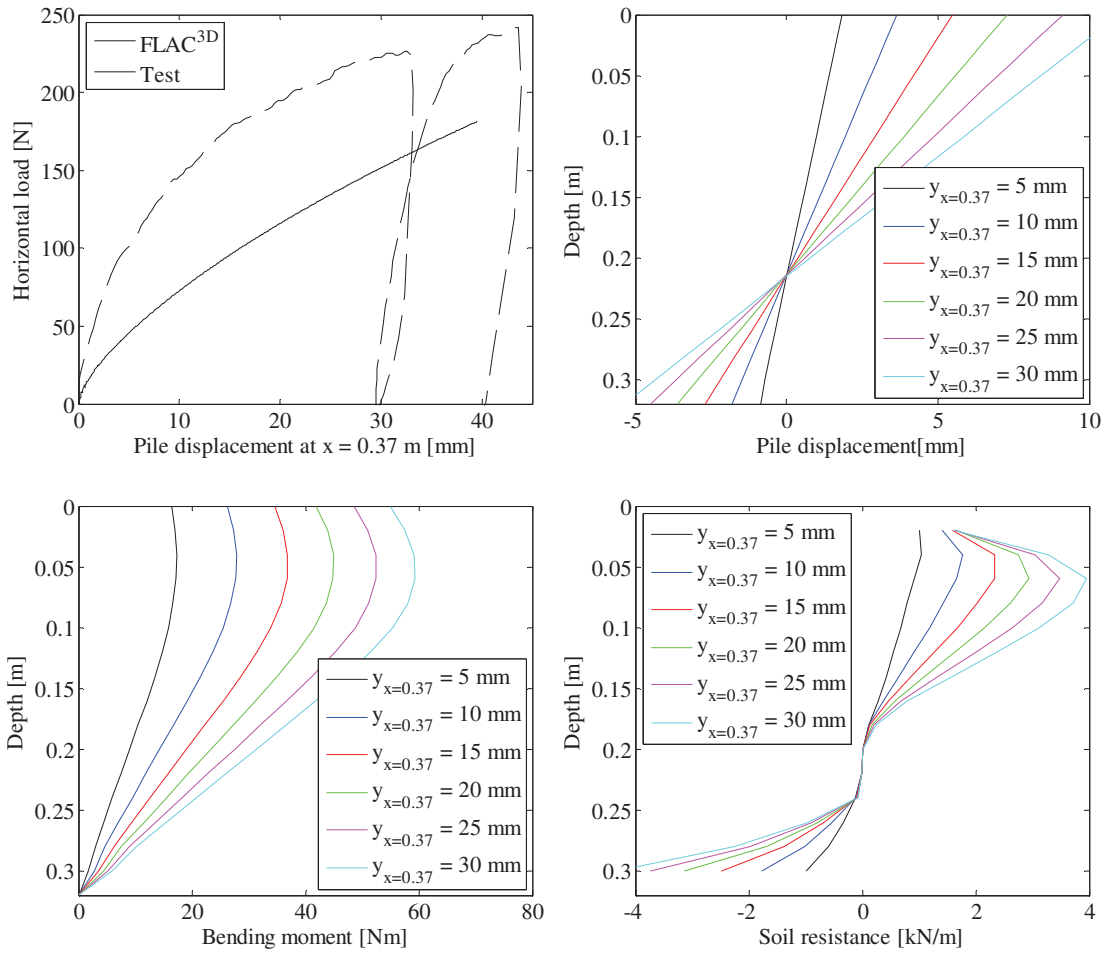 250
200
150
100
50
0
Horizontal load [N]
FLAC3D
Test
0 10 20 30 40
Pile displacement at x = 0.37 m [mm]
0
0.05
0.1
0.15
0.2
0.25
0.3
Depth [m]
yx=0.37 = 5 mm
yx=0.37 = 10 mm
yx=0.37 = 15 mm
yx=0.37 = 20 mm
yx=0.37 = 25 mm
yx=0.37 = 30 mm
-5 0 5 10
Pile displacement[mm]
0
0.05
0.1
0.15
0.2
0.25
0.3
Depth [m]
yx=0.37 = 5 mm
yx=0.37 = 10 mm
yx=0.37 = 15 mm
yx=0.37 = 20 mm
yx=0.37 = 25 mm
yx=0.37 = 30 mm
0 20 40 60 80
Bending moment [Nm]
0
0.05
0.1
0.15
0.2
0.25
0.3
Depth [m]
yx=0.37 = 5 mm
yx=0.37 = 10 mm
yx=0.37 = 15 mm
yx=0.37 = 20 mm
yx=0.37 = 25 mm
yx=0.37 = 30 mm
-4 -2 0 2 4
Soil resistance [kN/m]